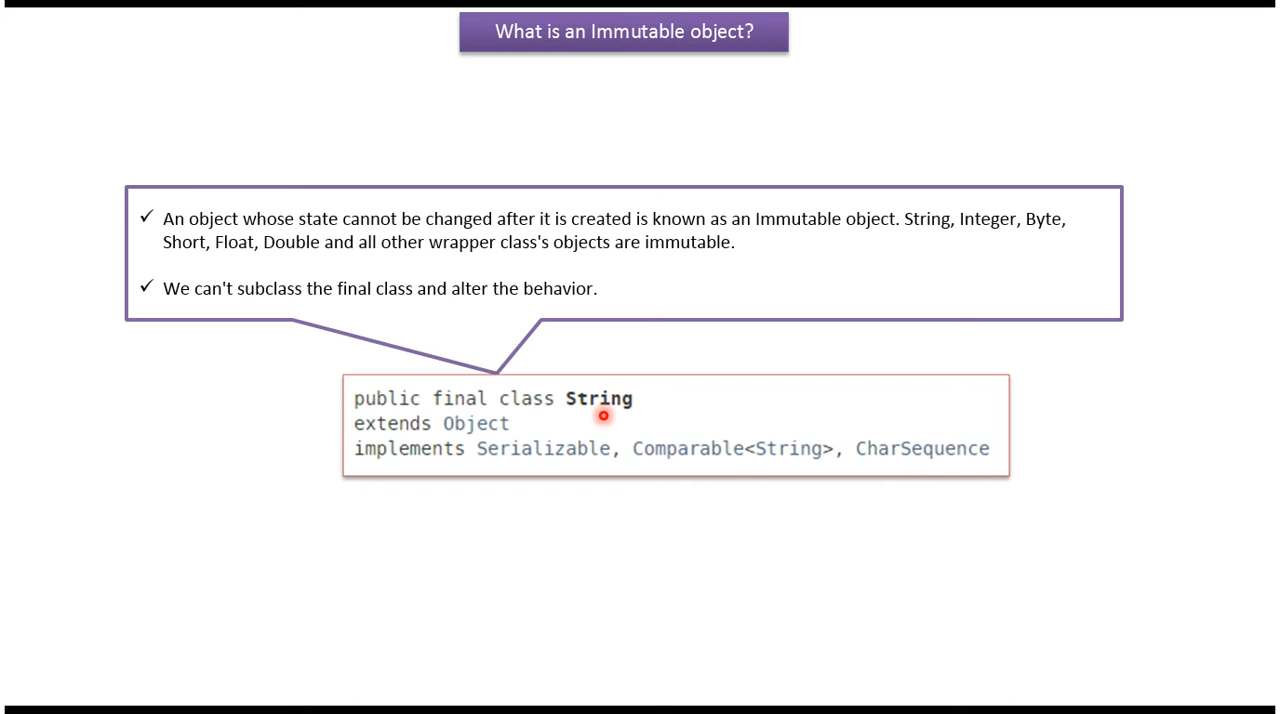 What is an Immutable object?
✓ An object whose state cannot be changed after it is created is known as an Immutable object. String, Integer, Byte,
Short, Float, Double and all other wrapper class's objects are immutable.
✓ We can't subclass the final class and alter the behavior.
public final class String
extends Object
implements Serializable, Comparable<String>, CharSequence